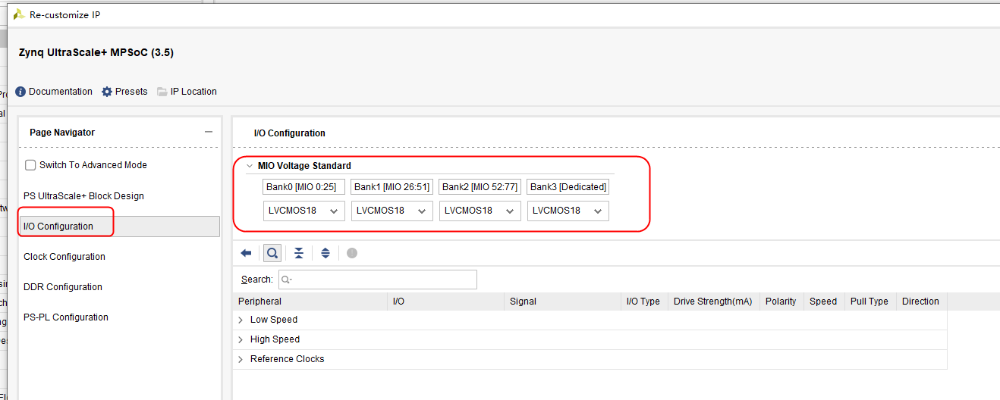 Re-customize IP
Zynq UltraScale+ MPSoC (3.5)
Documentation Presets IP Location
Page Navigator
Switch To Advanced Mode
PS UltraScale+ Block Design
I/O Configuration
Clock Configuration
DDR Configuration
PS-PL Configuration
I/O Configuration
MIO Voltage Standard
Bank0 [MIO 0:25] Bank1 [MIO 26:51] Bank2 [MIO 52:77] Bank3 [Dedicated]
LVCMOS18 LVCMOS18 LVCMOS18 LVCMOS18
Search:
Peripheral I/O Signal I/O Type Drive Strength(mA) Polarity Speed Pull Type Direction
Low Speed
High Speed
Reference Clocks